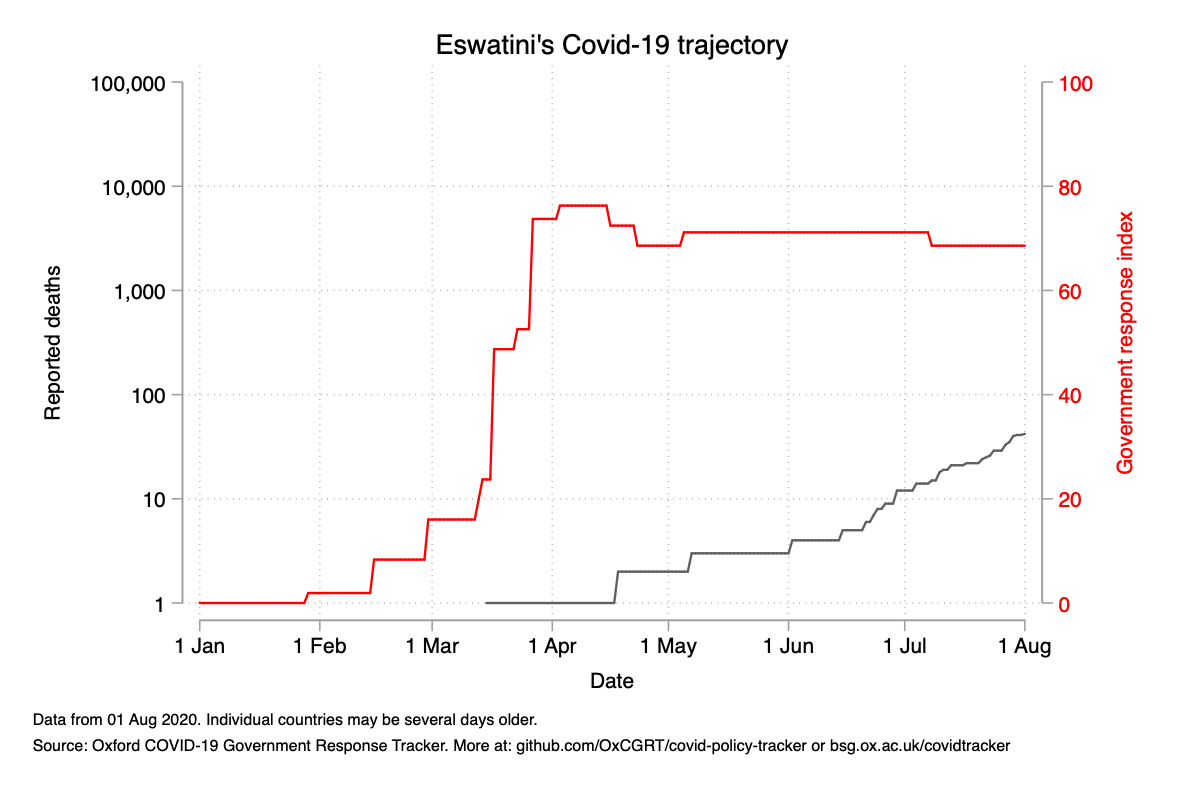 Eswatini's Covid-19 trajectory
100,000
10,000
1,000
100
10
1
Reported deaths
100
80
60
40
20
0
Government response index
1 Jan 1 Feb 1 Mar 1 Apr 1 May 1 Jun 1 Jul 1 Aug
Date
Data from 01 Aug 2020. Individual countries may be several days older.
Source: Oxford COVID-19 Government Response Tracker. More at: github.com/OxCGRT/covid-policy-tracker or bsg.ox.ac.uk/covidtracker